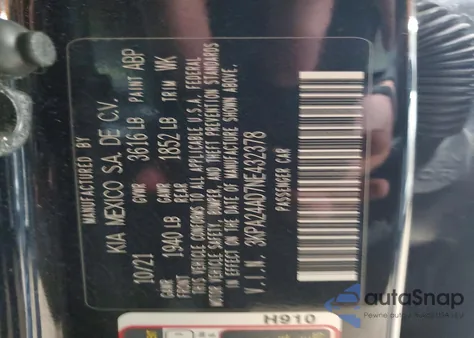 MANUFACTURED BY
KIA MEXICO S.A. DE C.V.
10/21 GVWR 3616 LB PAINT ABP
GAWR FRONT 1940 LB GAWR REAR 1852 LB TRIM WK
THIS VEHICLE CONFORMS TO ALL APPLICABLE U.S.A. FEDERAL
MOTOR VEHICLE SAFETY, BUMPER, AND THEFT PREVENTION STANDARDS
IN EFFECT ON THE DATE OF MANUFACTURE SHOWN ABOVE.
V.I.N. 3KPA24AD7NE432378
PASSENGER CAR
H910
autoSnap